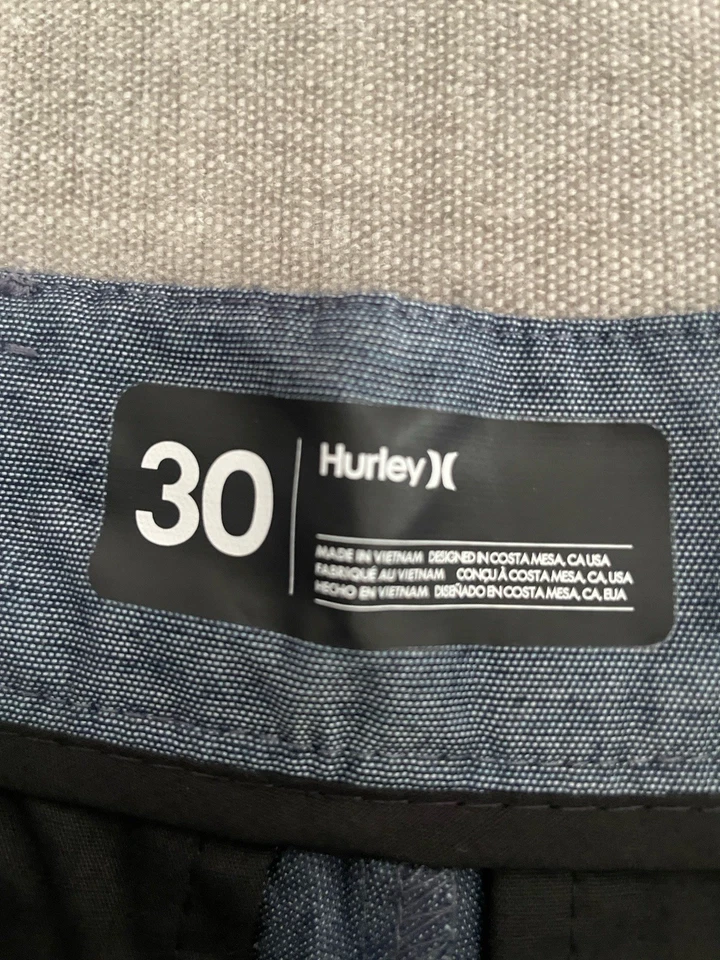 30
Hurley
MADE IN VIETNAM DESIGNED IN COSTA MESA, CA USA
FABRIQUÉ AU VIETNAM CONÇU À COSTA MESA, CA, USA
HECHO EN VIETNAM DISEÑADO EN COSTA MESA, CA, EUA